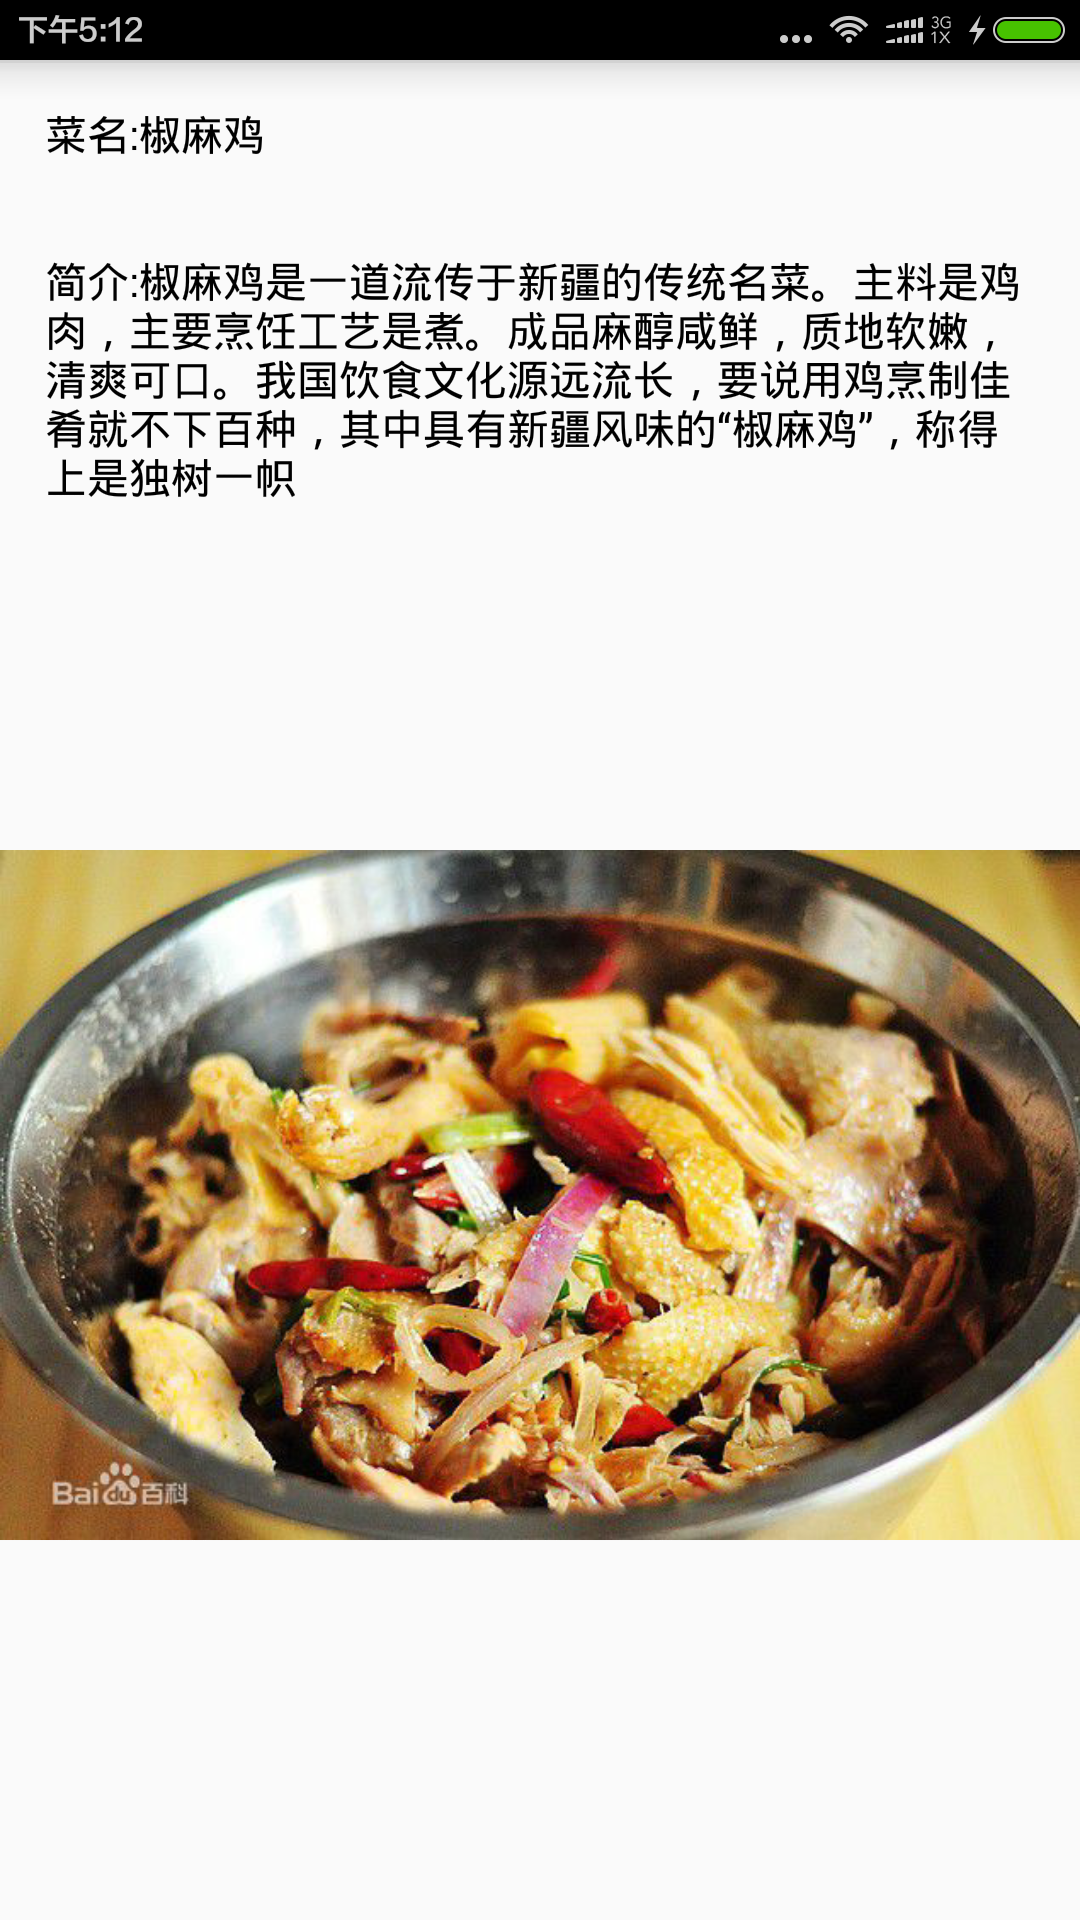 下午5:12
3G
1X
菜名:椒麻鸡
简介:椒麻鸡是一道流传于新疆的传统名菜。主料是鸡
肉，主要烹饪工艺是煮。成品麻醇咸鲜，质地软嫩，
清爽可口。我国饮食文化源远流长，要说用鸡烹制佳
肴就不下百种，其中具有新疆风味的“椒麻鸡”，称得
上是独树一帜
Bai du 百科